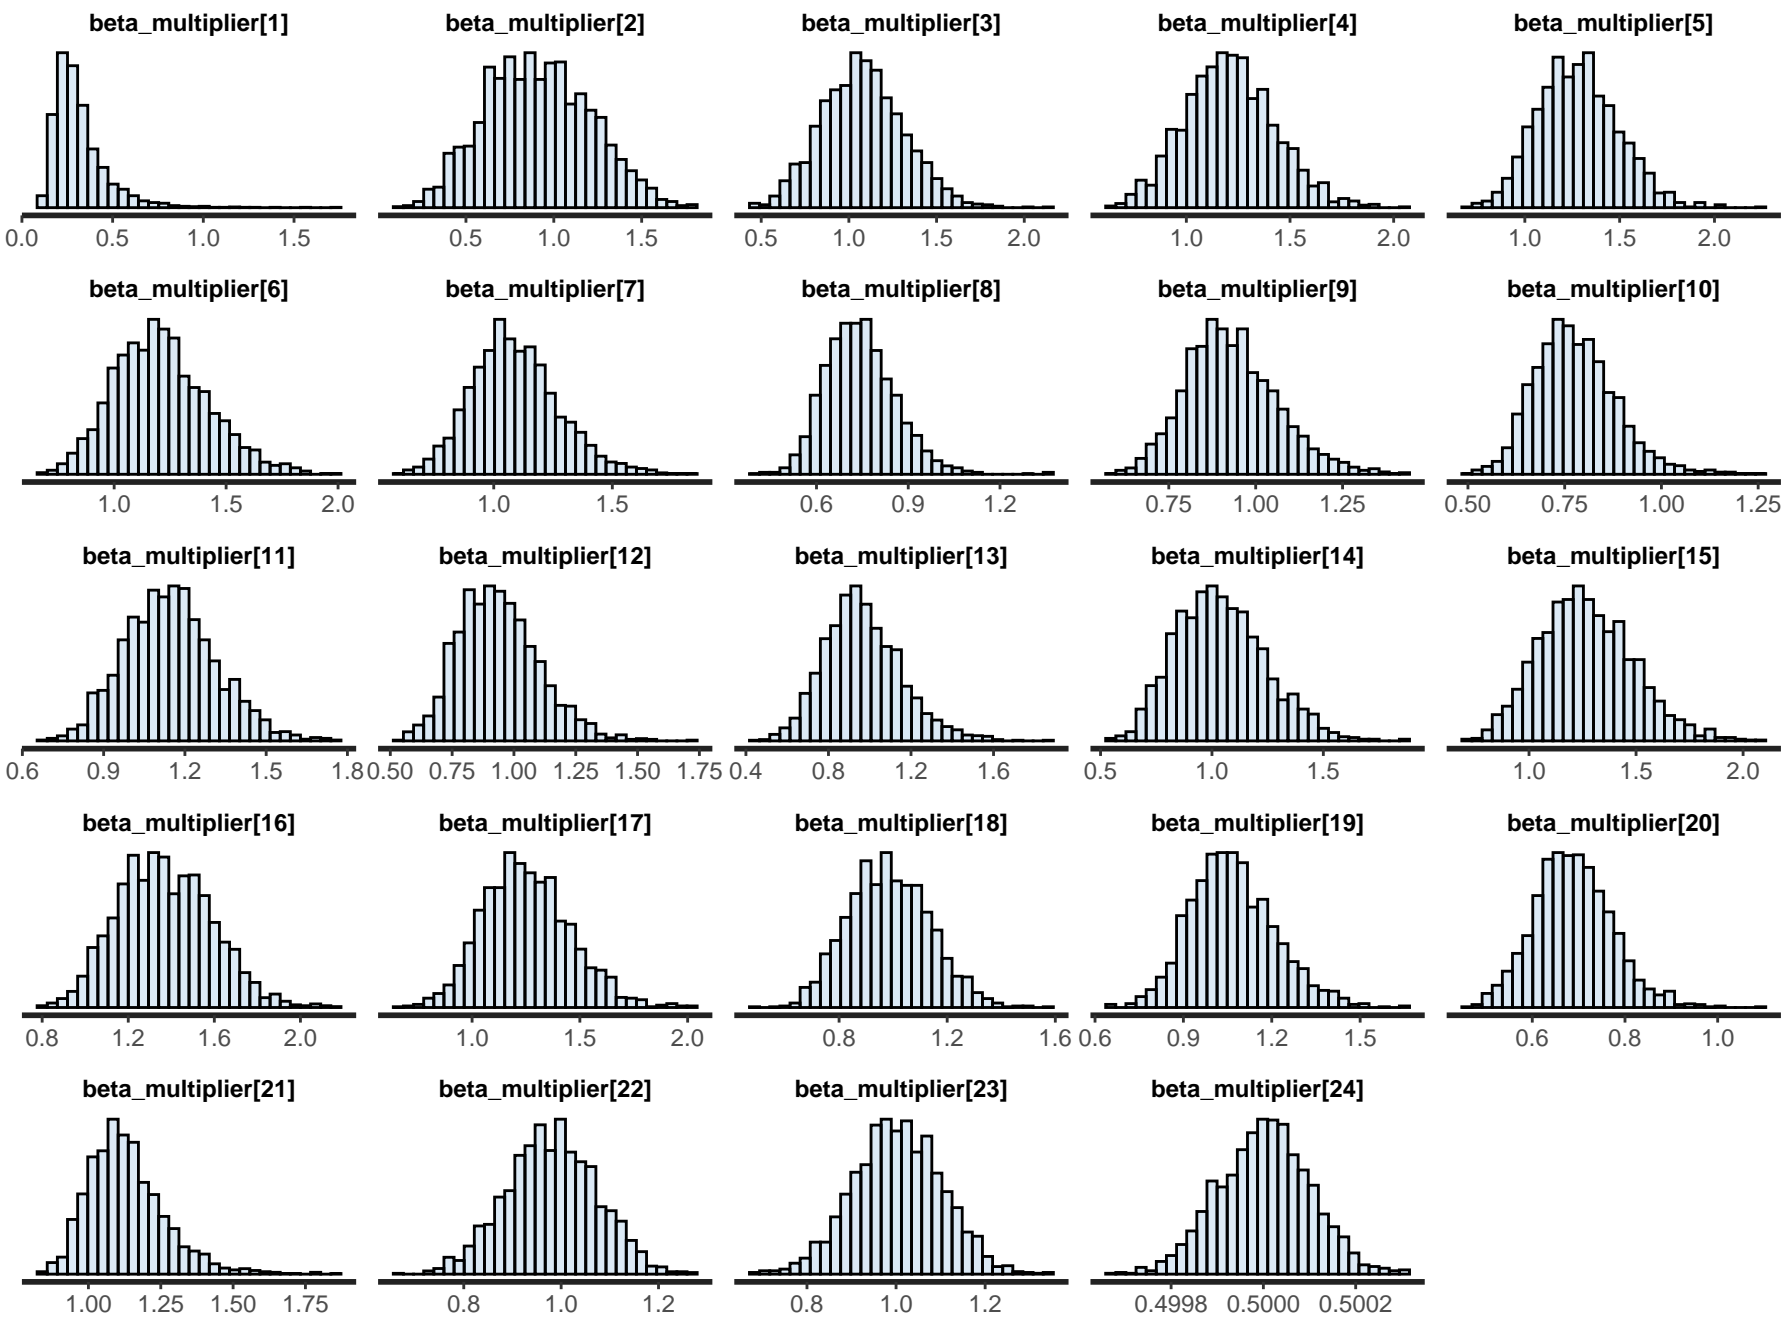 beta_multiplier[1] beta_multiplier[2] beta_multiplier[3] beta_multiplier[4] beta_multiplier[5]
0.0 0.5 1.0 1.5 0.5 1.0 1.5 0.5 1.0 1.5 2.0 1.0 1.5 2.0 1.0 1.5 2.0
beta_multiplier[6] beta_multiplier[7] beta_multiplier[8] beta_multiplier[9] beta_multiplier[10]
1.0 1.5 2.0 1.0 1.5 0.6 0.9 1.2 0.75 1.00 1.25 0.50 0.75 1.00 1.25
beta_multiplier[11] beta_multiplier[12] beta_multiplier[13] beta_multiplier[14] beta_multiplier[15]
0.6 0.9 1.2 1.5 1.8 0.50 0.75 1.00 1.25 1.50 1.75 0.4 0.8 1.2 1.6 0.5 1.0 1.5 1.0 1.5 2.0
beta_multiplier[16] beta_multiplier[17] beta_multiplier[18] beta_multiplier[19] beta_multiplier[20]
0.8 1.2 1.6 2.0 1.0 1.5 2.0 0.8 1.2 1.6 0.6 0.9 1.2 1.5 0.6 0.8 1.0
beta_multiplier[21] beta_multiplier[22] beta_multiplier[23] beta_multiplier[24]
1.00 1.25 1.50 1.75 0.8 1.0 1.2 0.8 1.0 1.2 0.4998 0.5000 0.5002